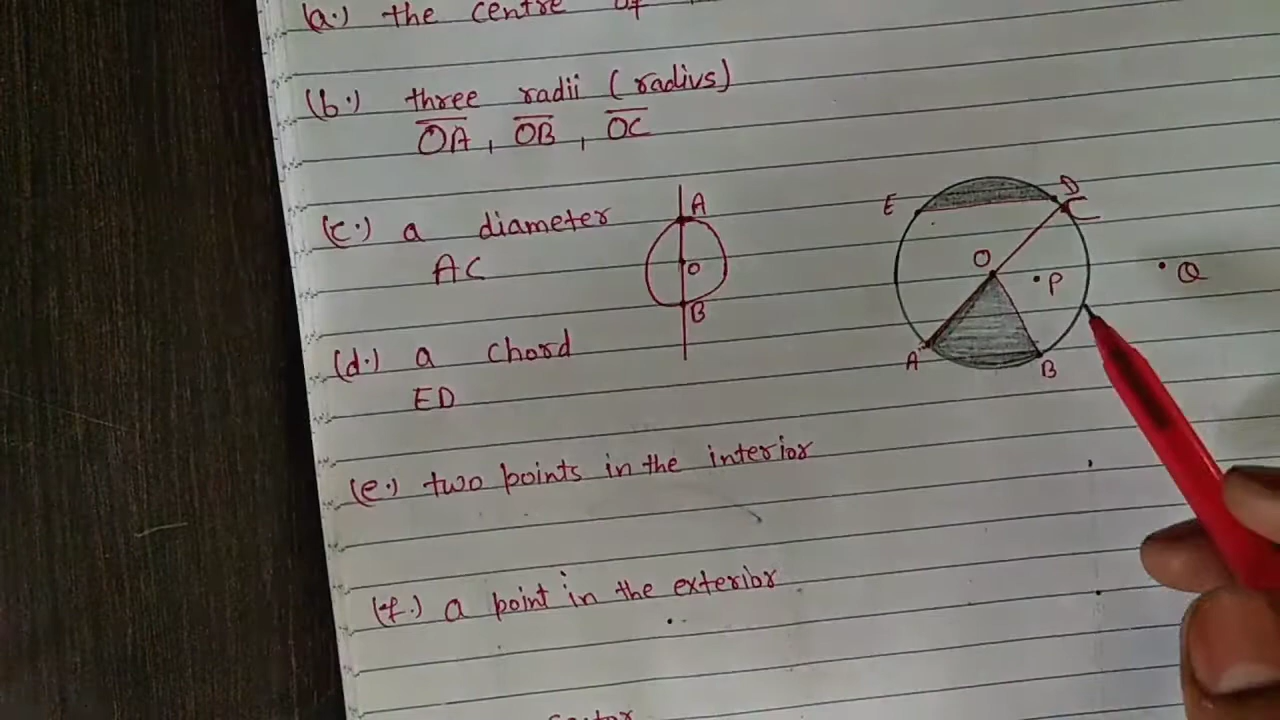 (a.) the centre of
(b.) three radii (radius)
OA, OB, OC
(c.) a diameter
AC
A
O
B
E
D
C
O
P
Q
A
B
(d.) a chord
ED
(e.) two points in the interior
(f.) a point in the exterior